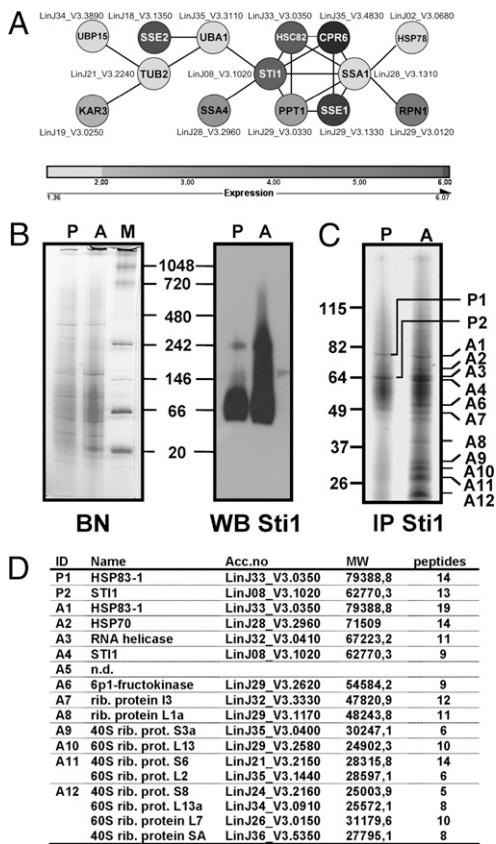 A
LinJ34_V3.3890 LinJ18_V3.1350 LinJ35_V3.3110 LinJ33_V3.0350 LinJ35_V3.4830 LinJ02_V3.0680
UBP15 SSE2 UBA1 HSC82 CPR6 HSP78
LinJ21_V3.2240 TUB2 LinJ08_V3.1020 STI1 SSA1 LinJ28_V3.1310
KAR3 SSA4 PPT1 SSE1 RPN1
LinJ19_V3.0250 LinJ28_V3.2960 LinJ29_V3.0330 LinJ29_V3.1330 LinJ29_V3.0120
2,00 3,00 4,00 5,00 6,00
1.36 Expression 6.07
B P A M P A C P A
1048
720
480
242
146
66
20
115
82
64
49
37
26
P1
P2
A1
A2
A3
A4
A6
A7
A8
A9
A10
A11
A12
BN WB Sti1 IP Sti1
D ID Name Acc.no MW peptides
P1 HSP83-1 LinJ33_V3.0350 79388,8 14
P2 STI1 LinJ08_V3.1020 62770,3 13
A1 HSP83-1 LinJ33_V3.0350 79388,8 19
A2 HSP70 LinJ28_V3.2960 71509 14
A3 RNA helicase LinJ32_V3.0410 67223,2 11
A4 STI1 LinJ08_V3.1020 62770,3 9
A5 n.d.
A6 6p1-fructokinase LinJ29_V3.2620 54584,2 9
A7 rib. protein l3 LinJ32_V3.3330 47820,9 12
A8 rib. protein L1a LinJ29_V3.1170 48243,8 11
A9 40S rib. prot. S3a LinJ35_V3.0400 30247,1 6
A10 60S rib. prot. L13 LinJ29_V3.2580 24902,3 10
A11 40S rib. prot. S6 LinJ21_V3.2150 28315,8 14
60S rib. prot. L2 LinJ35_V3.1440 28597,1 6
A12 40S rib. prot. S8 LinJ24_V3.2160 25003,9 5
60S rib. prot. L13a LinJ34_V3.0910 25572,1 8
60S rib. protein L7 LinJ26_V3.0150 31179,6 10
40S rib. protein SA LinJ36_V3.5350 27795,1 8